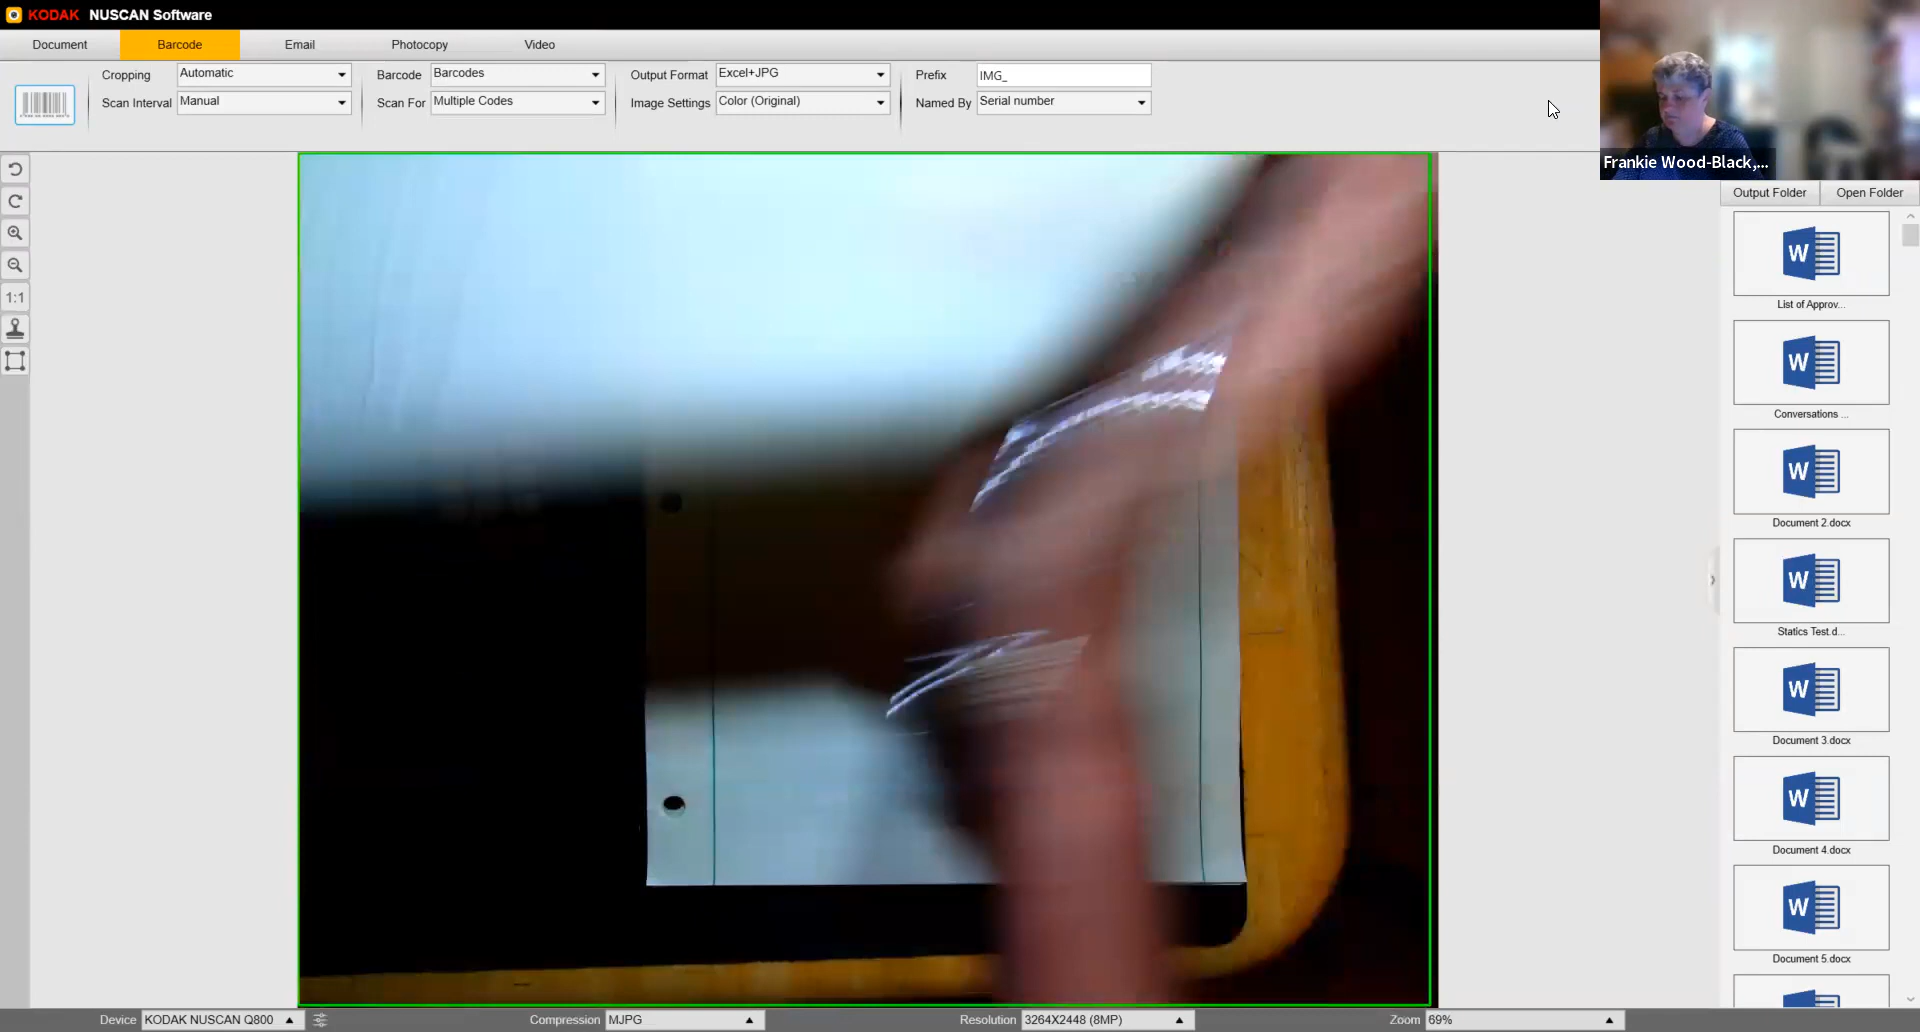 KODAK NUSCAN Software
Document Barcode Email Photocopy Video
Cropping Automatic Barcode Barcodes Output Format Excel+JPG Prefix IMG_
Scan Interval Manual Scan For Multiple Codes Image Settings Color (Original) Named By Serial number
Frankie Wood-Black,...
Output Folder Open Folder
1:1
List of Approv...
Conversations ...
Document 2.docx
Statics Test.d...
Document 3.docx
Document 4.docx
Document 5.docx
Device KODAK NUSCAN Q800 Compression MJPG Resolution 3264X2448 (8MP) Zoom 69%